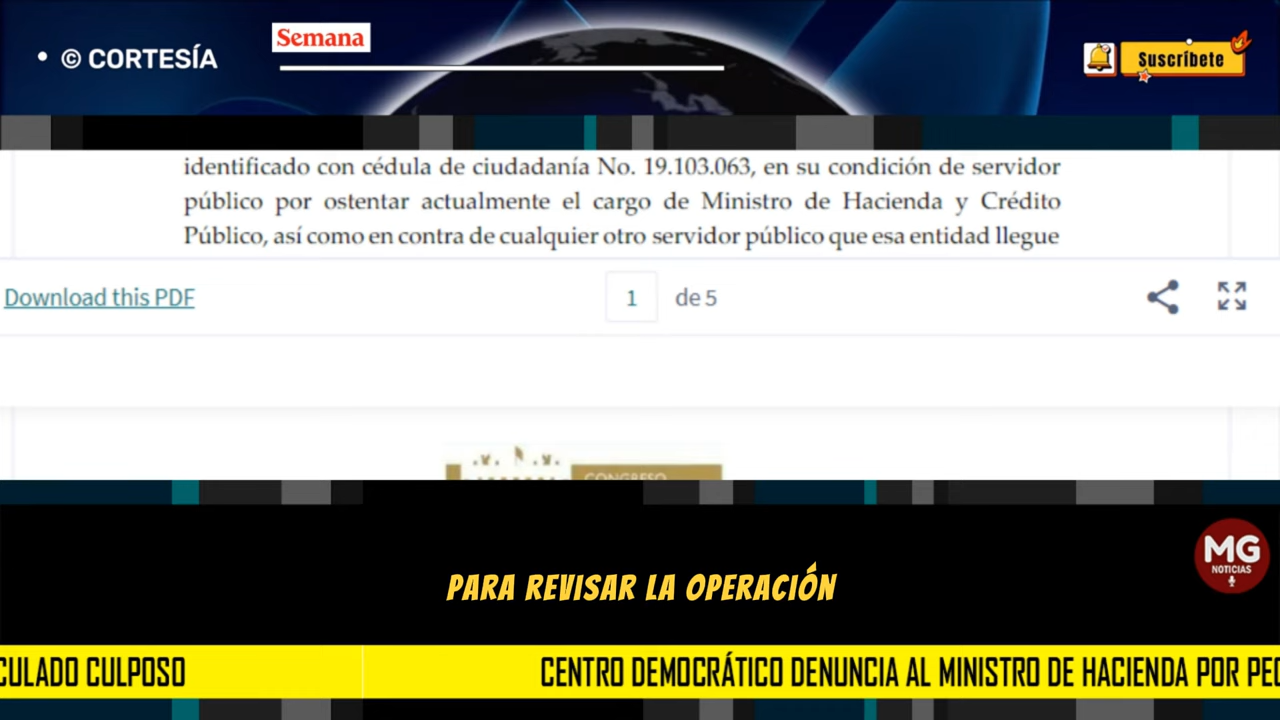 • © CORTESÍA
Semana
Suscríbete
identificado con cédula de ciudadanía No. 19.103.063, en su condición de servidor
público por ostentar actualmente el cargo de Ministro de Hacienda y Crédito
Público, así como en contra de cualquier otro servidor público que esa entidad llegue
Download this PDF
1 de 5
CONGRESO
PARA REVISAR LA OPERACIÓN
MG
NOTICIAS
CULADO CULPOSO
CENTRO DEMOCRÁTICO DENUNCIA AL MINISTRO DE HACIENDA POR PEC